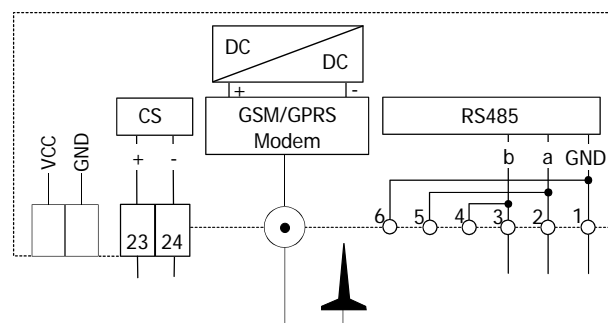 DC
DC
+ -
CS
GSM/GPRS
Modem
RS485
VCC
GND
+ -
b a GND
6 5 4 3 2 1
23 24